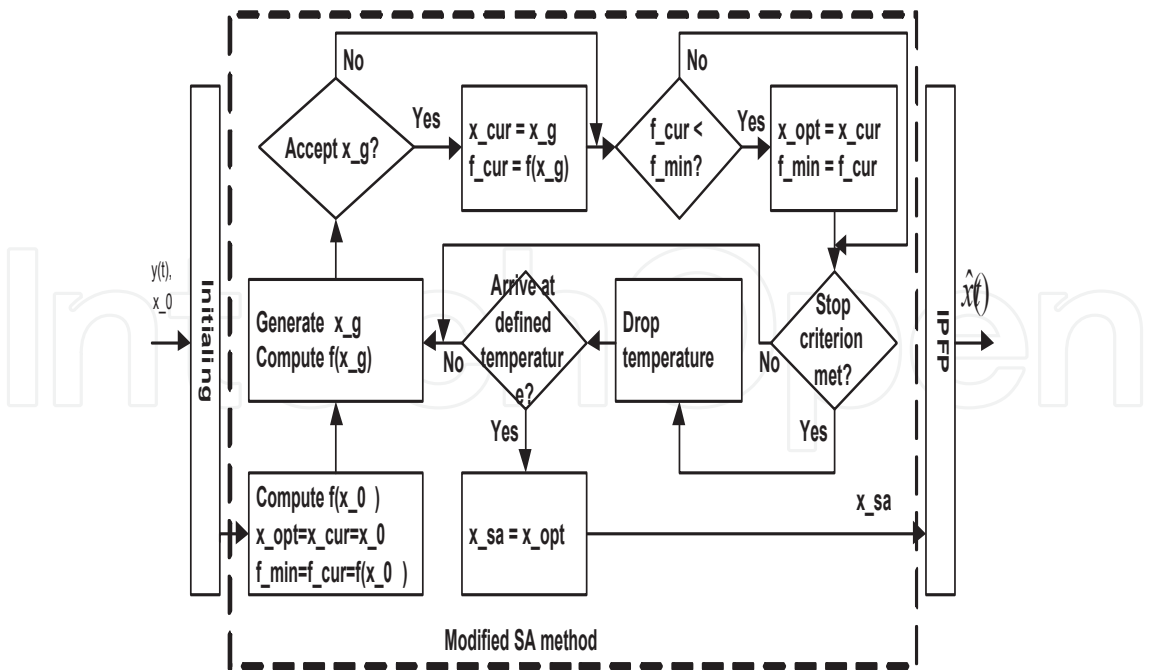 No
No
Accept x_g?
Yes
x_cur = x_g
f_cur = f(x_g)
f_cur <
f_min?
Yes
x_opt = x_cur
f_min = f_cur
y(t),
x_0
Initialing
Generate x_g
Compute f(x_g)
No
Arrive at
defined
temperatur
e?
Yes
Drop
temperature
No
Stop
criterion
met?
Yes
IPFP
x̂(t)
Compute f(x_0 )
x_opt=x_cur=x_0
f_min=f_cur=f(x_0 )
x_sa = x_opt
x_sa
Modified SA method
IntechOpen